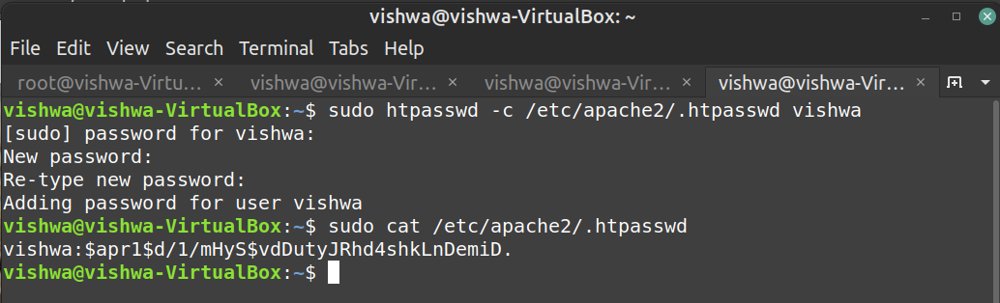 vishwa@vishwa-VirtualBox: ~
File Edit View Search Terminal Tabs Help
root@vishwa-Virtu... × vishwa@vishwa-Vir... × vishwa@vishwa-Vir... × vishwa@vishwa-Vir... ×
vishwa@vishwa-VirtualBox:~$ sudo htpasswd -c /etc/apache2/.htpasswd vishwa
[sudo] password for vishwa:
New password:
Re-type new password:
Adding password for user vishwa
vishwa@vishwa-VirtualBox:~$ sudo cat /etc/apache2/.htpasswd
vishwa:$apr1$d/1/mHyS$vdDutyJRhd4shkLnDemiD.
vishwa@vishwa-VirtualBox:~$